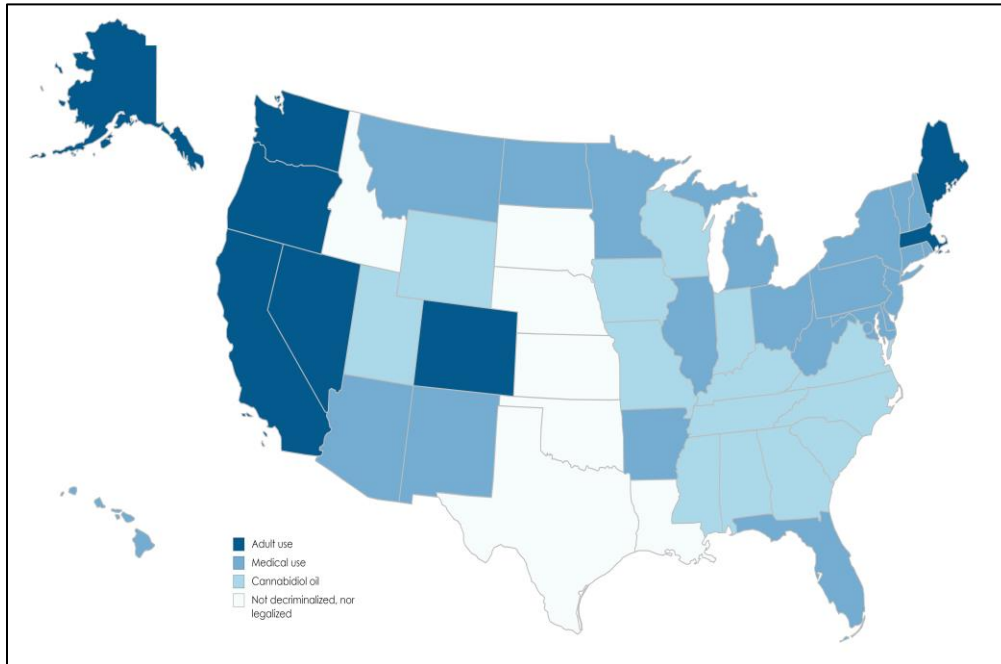 Adult use
Medical use
Cannabidiol oil
Not decriminalized, nor
legalized